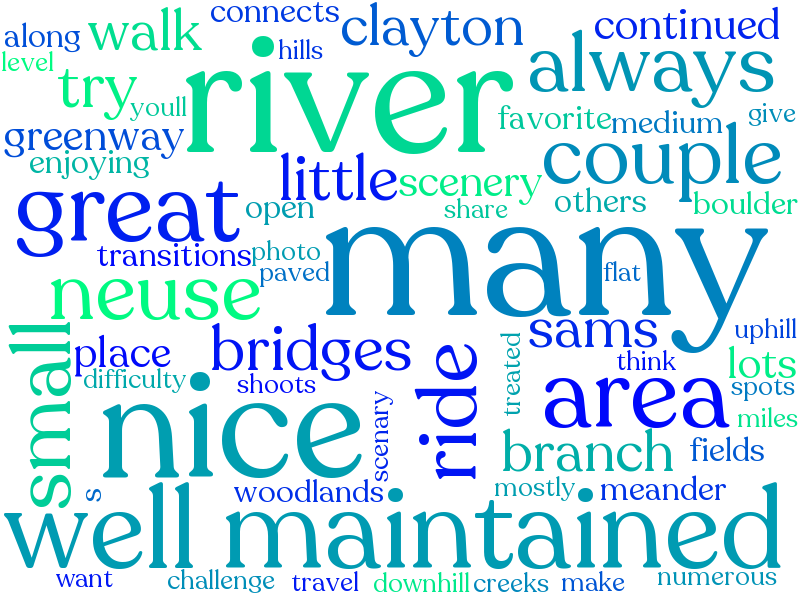 connects
along
walk
clayton
continued
hills
level
river
always
try
youll
favorite
medium
give
greenway
couple
enjoying
little
scenery
great
open
share
others
boulder
many
transitions
photo
paved
flat
neuse
small
bridges
sams
uphill
place
think
lots
difficulty
shoots
ride
treated
area
spots
nice
scenary
miles
branch
fields
s
woodlands
mostly
meander
well maintained
want
challenge
travel
downhill
creeks
make
numerous